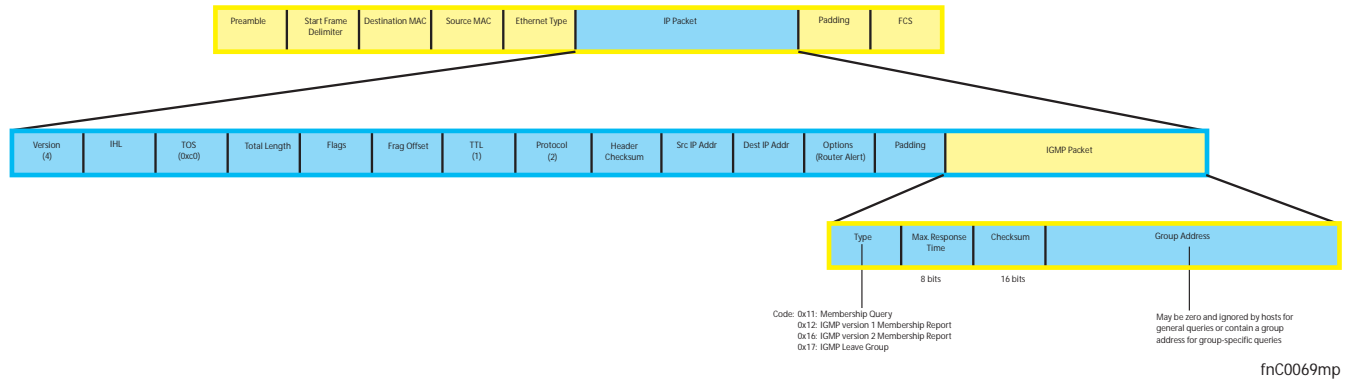 Preamble
Start Frame
Delimiter
Destination MAC
Source MAC
Ethernet Type
IP Packet
Padding
FCS
Version
(4)
IHL
TOS
(0xc0)
Total Length
Flags
Frag Offset
TTL
(1)
Protocol
(2)
Header
Checksum
Src IP Addr
Dest IP Addr
Options
(Router Alert)
Padding
IGMP Packet
Type
Max. Response
Time
Checksum
Group Address
8 bits
16 bits
Code: 0x11: Membership Query
0x12: IGMP version 1 Membership Report
0x16: IGMP version 2 Membership Report
0x17: IGMP Leave Group
May be zero and ignored by hosts for
general queries or contain a group
address for group-specific queries
fnC0069mp